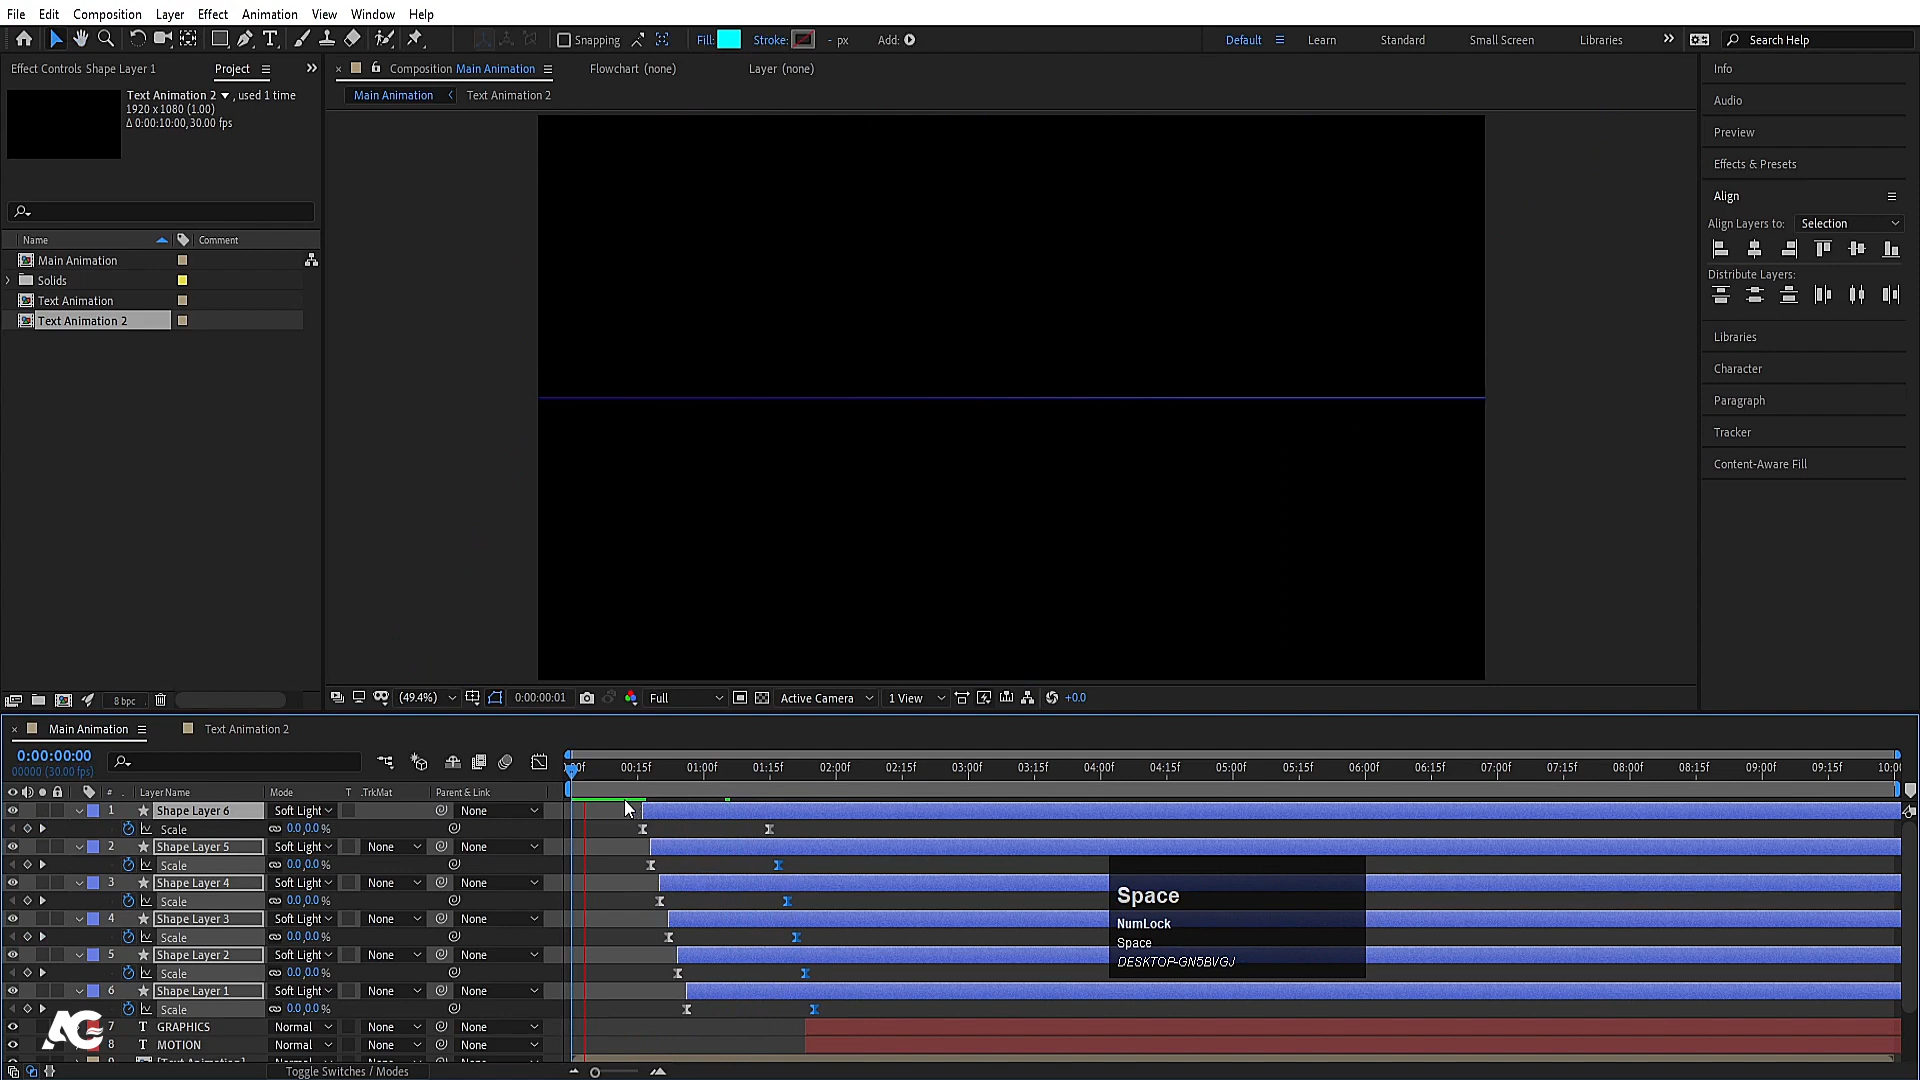 File Edit Composition Layer Effect Animation View Window Help
Snapping Fill: Stroke: - px Add: Default Learn Standard Small Screen Libraries Search Help
Effect Controls Shape Layer 1 Project Composition Main Animation Flowchart (none) Layer (none) Info
Text Animation 2 , used 1 time Main Animation Text Animation 2 Audio
1920 x 1080 (1.00)
Δ 0:00:10:00, 30.00 fps
Preview
Effects & Presets
Align
Align Layers to: Selection
Name Comment
Main Animation
Distribute Layers:
Solids
Text Animation
Text Animation 2
Libraries
Character
Paragraph
Tracker
Content-Aware Fill
8 bpc (49.4%) 0:00:00:01 Full Active Camera 1 View +0.0
Main Animation Text Animation 2
0:00:00:00
00000 (30.00 fps)
00:15f 01:00f 01:15f 02:00f 02:15f 03:00f 03:15f 04:00f 04:15f 05:00f 05:15f 06:00f 06:15f 07:00f 07:15f 08:00f 08:15f 09:00f 09:15f
# Layer Name Mode T .TrkMat Parent & Link
1 Shape Layer 6 Soft Light None
Scale 0.0,0.0 %
2 Shape Layer 5 Soft Light None None
Scale 0.0,0.0 %
3 Shape Layer 4 Soft Light None None
Scale 0.0,0.0 %
4 Shape Layer 3 Soft Light None None
Scale 0.0,0.0 %
5 Shape Layer 2 Soft Light None None
Scale 0.0,0.0 %
6 Shape Layer 1 Soft Light None None
Scale 0.0,0.0 %
7 T GRAPHICS Normal None None
8 T MOTION Normal None None
Space
NumLock
Space
DESKTOP-GN5BVGJ
AG
Toggle Switches / Modes